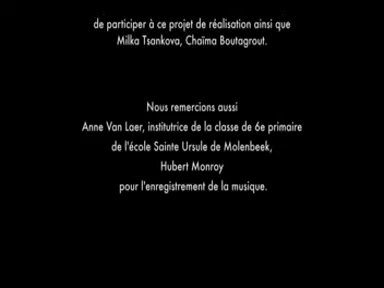 de participer à ce projet de réalisation ainsi que
Milka Tsankova, Chaïma Boutagrout.
Nous remercions aussi
Anne Van Laer, institutrice de la classe de 6e primaire
de l'école Sainte Ursule de Molenbeek,
Hubert Monroy
pour l'enregistrement de la musique.